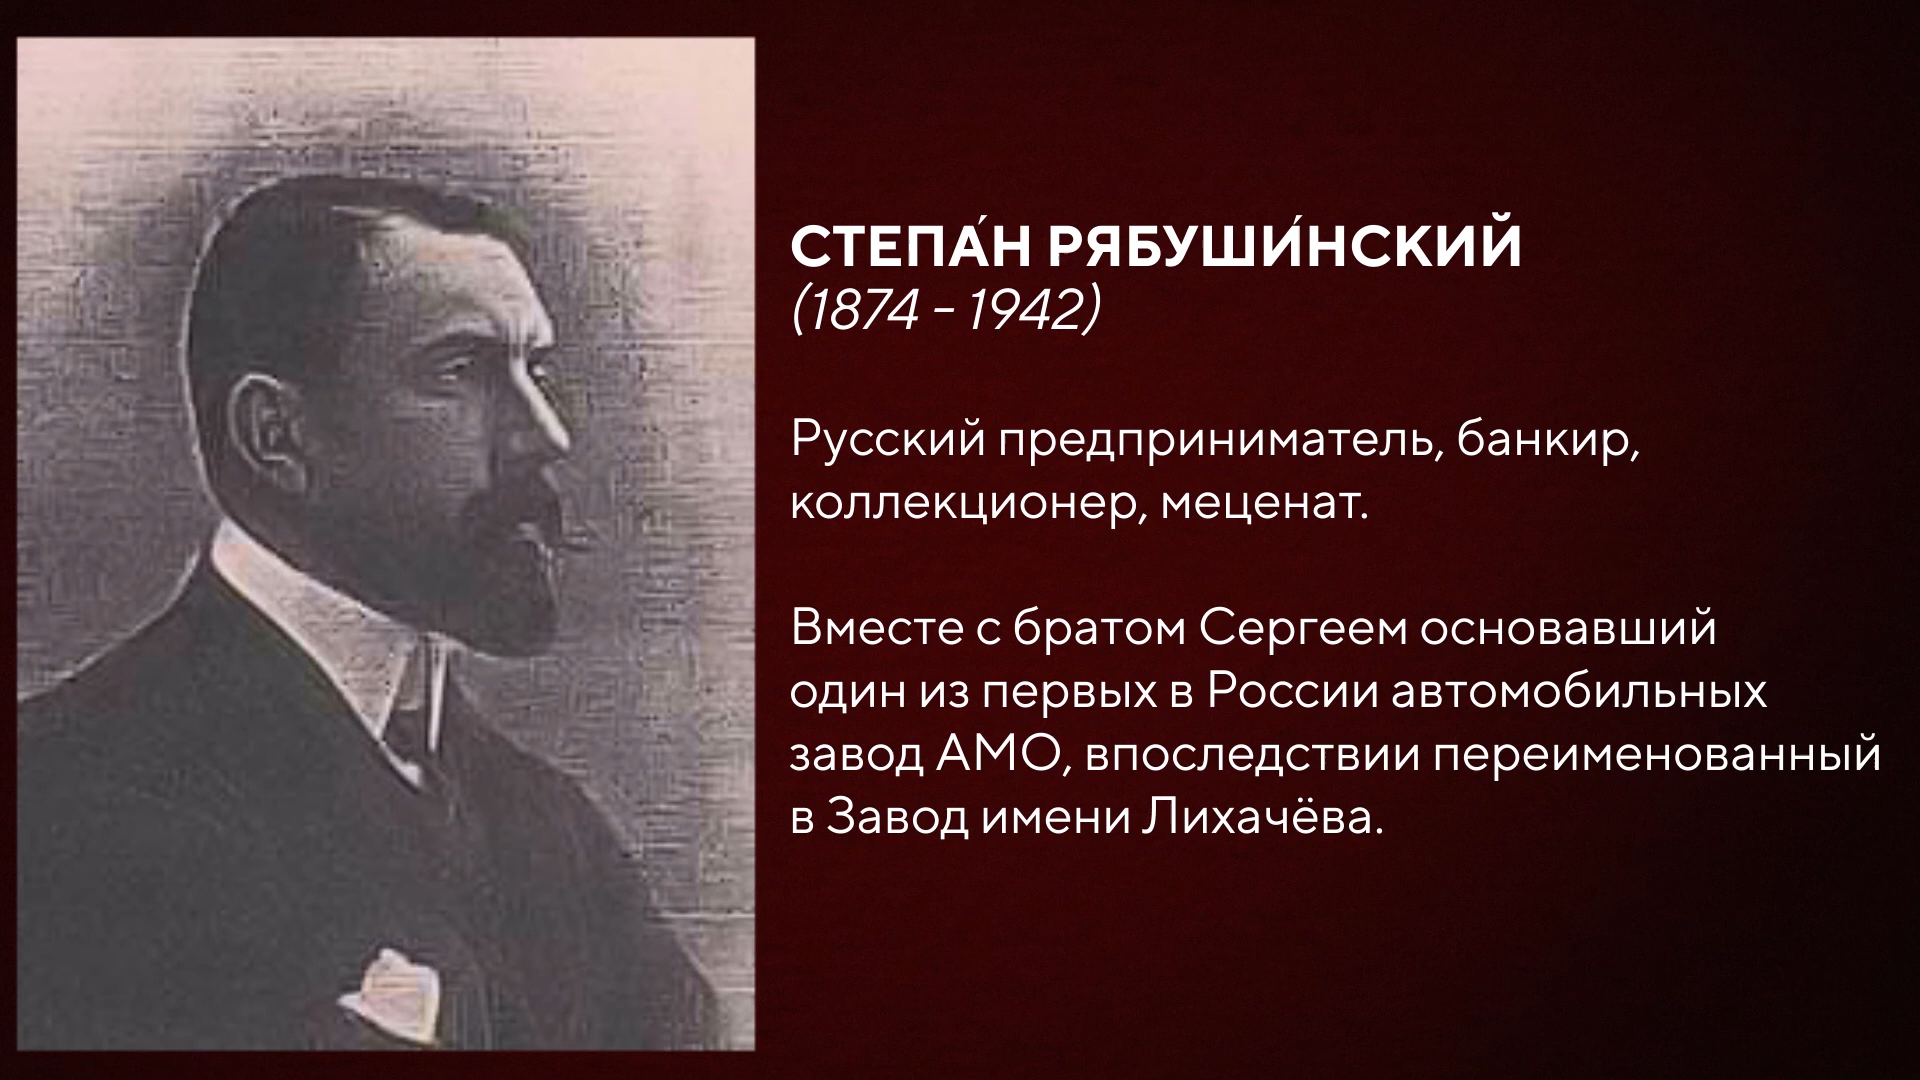 СТЕПА́Н РЯБУШИ́НСКИЙ
(1874 - 1942)
Русский предприниматель, банкир,
коллекционер, меценат.
Вместе с братом Сергеем основавший
один из первых в России автомобильных
завод АМО, впоследствии переименованный
в Завод имени Лихачёва.